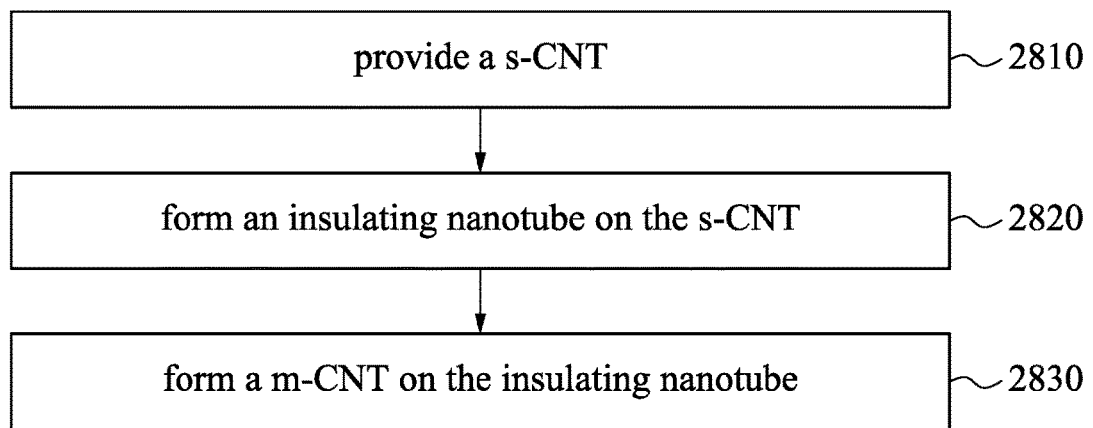 provide a s-CNT 2810
form an insulating nanotube on the s-CNT 2820
form a m-CNT on the insulating nanotube 2830